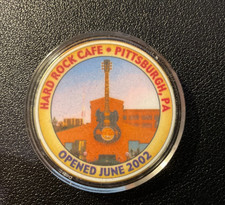 HARD ROCK CAFE • PITTSBURGH, PA
OPENED JUNE 2002